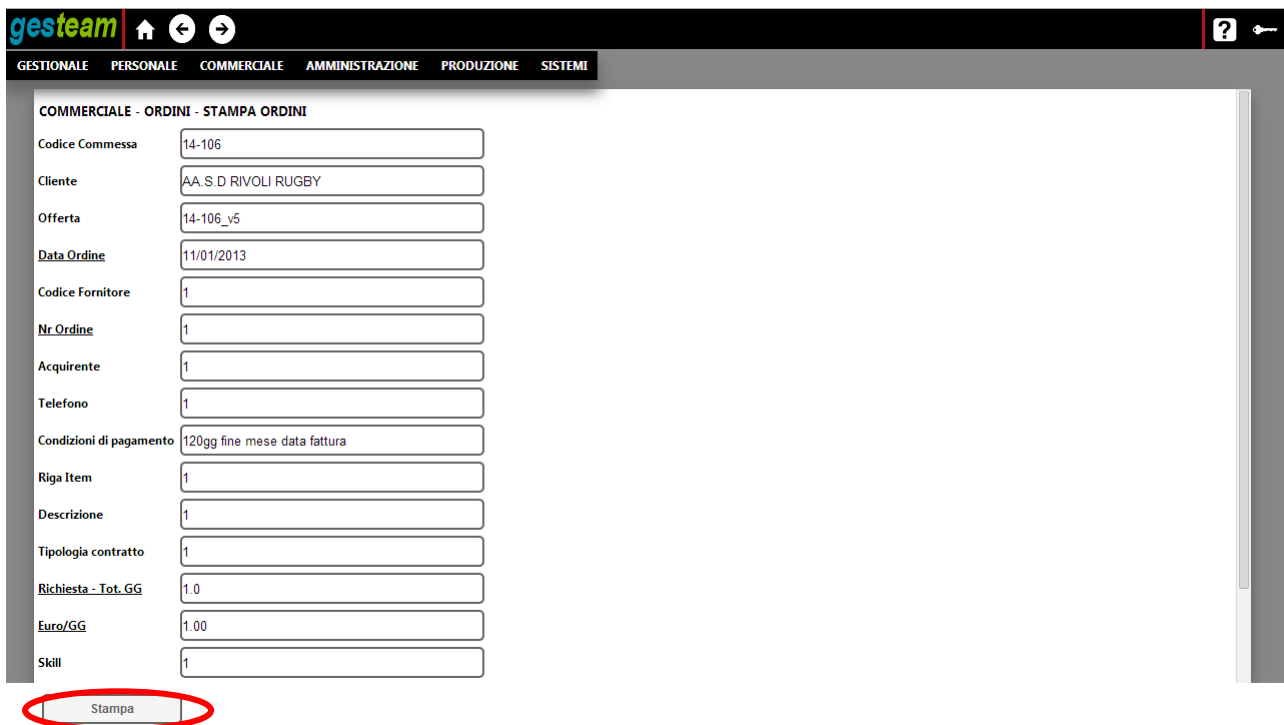 gesteam
?
GESTIONALE PERSONALE COMMERCIALE AMMINISTRAZIONE PRODUZIONE SISTEMI
COMMERCIALE - ORDINI - STAMPA ORDINI
Codice Commessa 14-106
Cliente AA.S.D RIVOLI RUGBY
Offerta 14-106_v5
Data Ordine 11/01/2013
Codice Fornitore 1
Nr Ordine 1
Acquirente 1
Telefono 1
Condizioni di pagamento 120gg fine mese data fattura
Riga Item 1
Descrizione 1
Tipologia contratto 1
Richiesta - Tot. GG 1.0
Euro/GG 1.00
Skill 1
Stampa